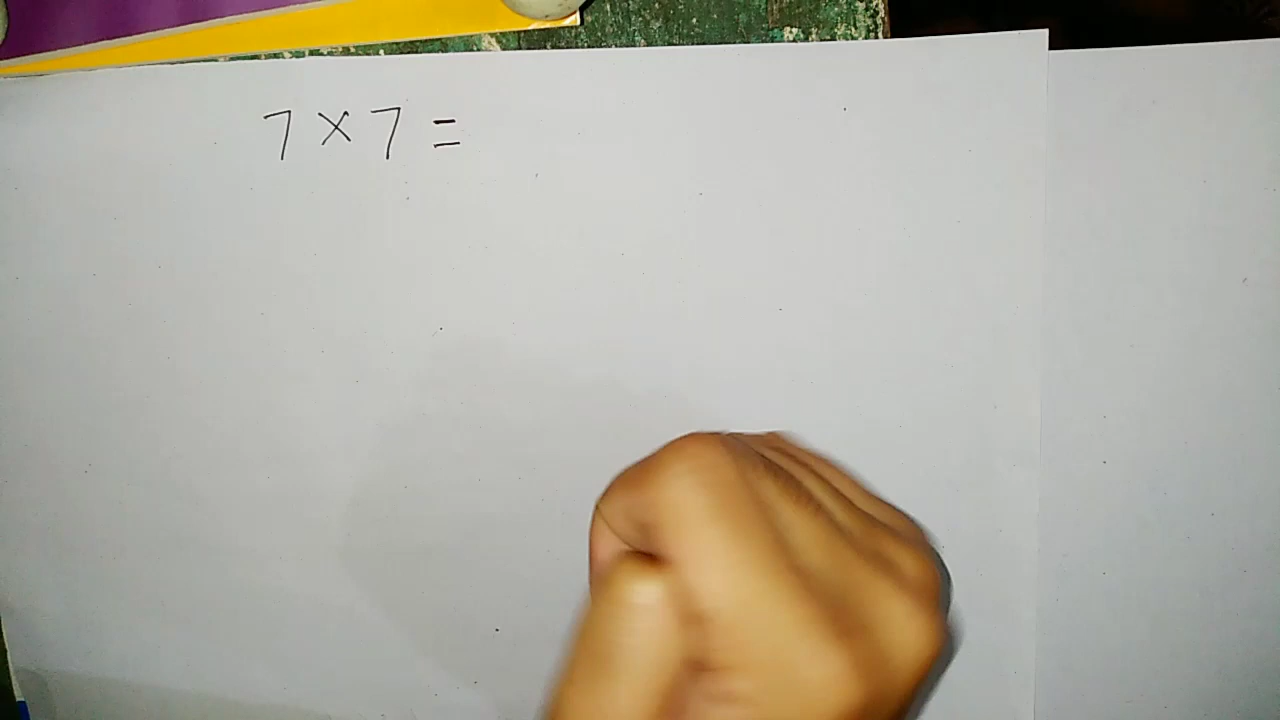 7 × 7 =